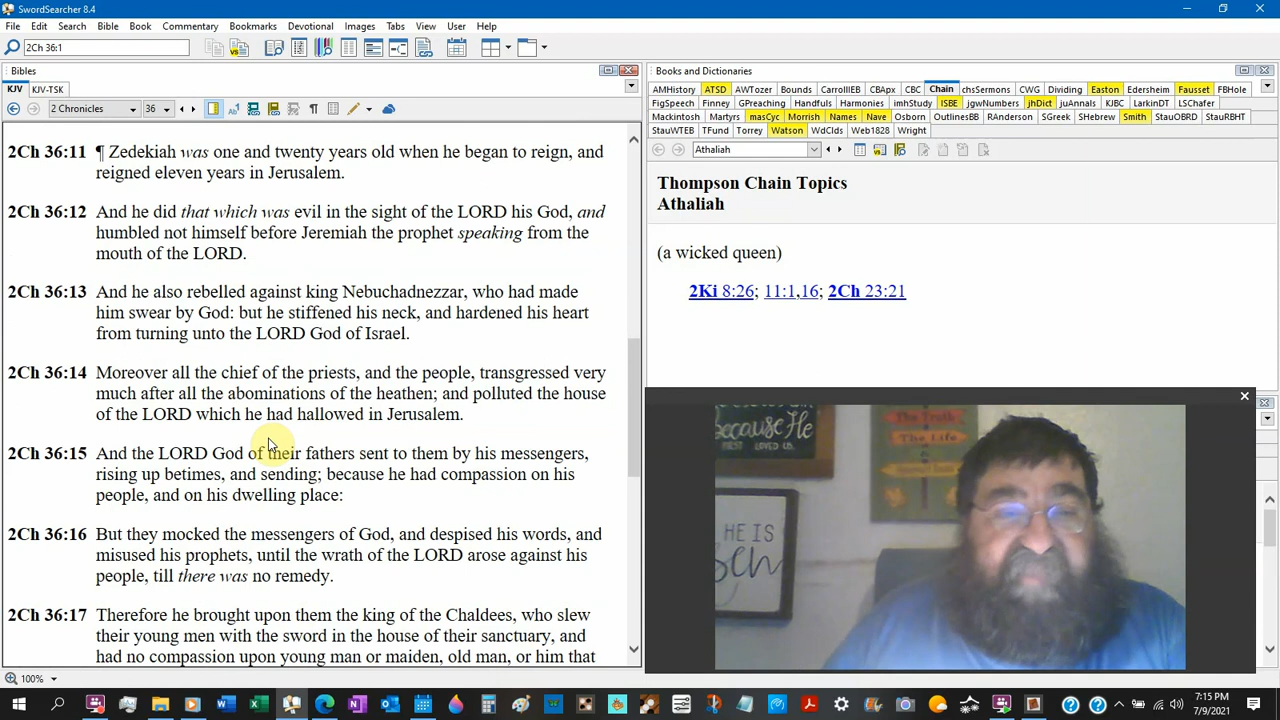 SwordSearcher 8.4
File Edit Search Bible Book Commentary Bookmarks Devotional Images Tabs View User Help
2Ch 36:1
Bibles
KJV KJV-TSK
2 Chronicles 36
2Ch 36:11 ¶ Zedekiah was one and twenty years old when he began to reign, and
reigned eleven years in Jerusalem.
2Ch 36:12 And he did that which was evil in the sight of the LORD his God, and
humbled not himself before Jeremiah the prophet speaking from the
mouth of the LORD.
2Ch 36:13 And he also rebelled against king Nebuchadnezzar, who had made
him swear by God: but he stiffened his neck, and hardened his heart
from turning unto the LORD God of Israel.
2Ch 36:14 Moreover all the chief of the priests, and the people, transgressed very
much after all the abominations of the heathen; and polluted the house
of the LORD which he had hallowed in Jerusalem.
2Ch 36:15 And the LORD God of their fathers sent to them by his messengers,
rising up betimes, and sending; because he had compassion on his
people, and on his dwelling place:
2Ch 36:16 But they mocked the messengers of God, and despised his words, and
misused his prophets, until the wrath of the LORD arose against his
people, till there was no remedy.
2Ch 36:17 Therefore he brought upon them the king of the Chaldees, who slew
their young men with the sword in the house of their sanctuary, and
had no compassion upon young man or maiden, old man, or him that
100%
Books and Dictionaries
AMHistory ATSD AWTozer Bounds CarrollIEB CBApx CBC Chain chsSermons CWG Dividing Easton Edersheim Fausset FBHole
FigSpeech Finney GPreaching Handfuls Harmonies imhStudy ISBE jgwNumbers jhDict juAnnals KJBC LarkinDT LSChafer
Mackintosh Martyrs masCyc Morrish Names Nave Osborn OutlinesBB RAnderson SGreek SHebrew Smith StauOBRD StauRBHT
StauWTEB TFund Torrey Watson WdClds Web1828 Wright
Athaliah
Thompson Chain Topics
Athaliah
(a wicked queen)
2Ki 8:26; 11:1,16; 2Ch 23:21
because He
FIRST LOVED US.
The Truth
The Life
HE IS
7:15 PM
7/9/2021